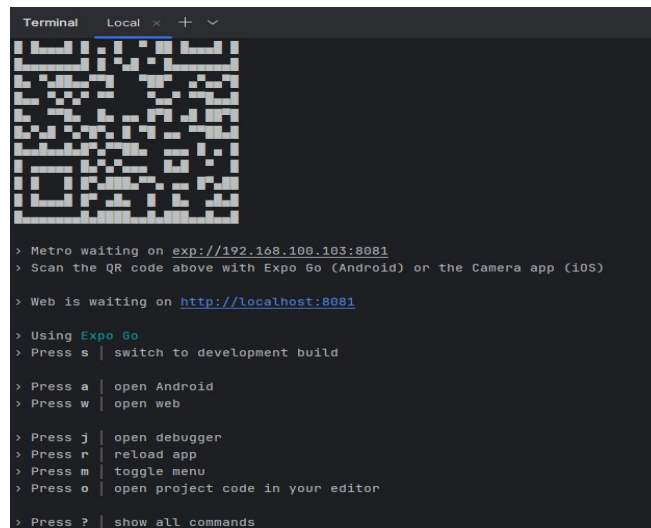 Terminal Local × + ⌄
> Metro waiting on exp://192.168.100.103:8081
> Scan the QR code above with Expo Go (Android) or the Camera app (iOS)
> Web is waiting on http://localhost:8081
> Using Expo Go
> Press s │ switch to development build
> Press a │ open Android
> Press w │ open web
> Press j │ open debugger
> Press r │ reload app
> Press m │ toggle menu
> Press o │ open project code in your editor
> Press ? │ show all commands